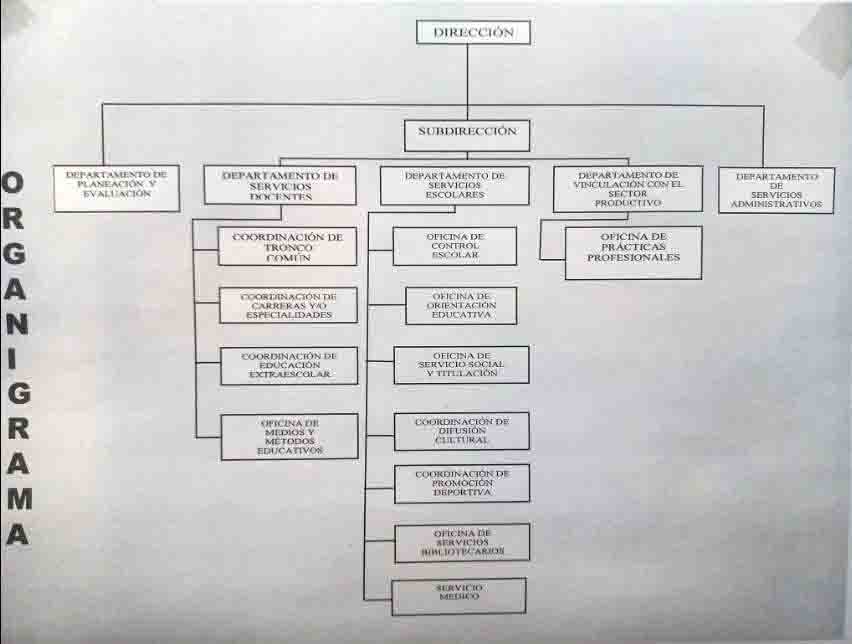 ORGANIGRAMA
DIRECCIÓN
SUBDIRECCIÓN
DEPARTAMENTO DE
PLANEACIÓN Y
EVALUACIÓN
DEPARTAMENTO DE
SERVICIOS
DOCENTES
DEPARTAMENTO DE
SERVICIOS
ESCOLARES
DEPARTAMENTO DE
VINCULACIÓN CON EL
SECTOR
PRODUCTIVO
DEPARTAMENTO
DE
SERVICIOS
ADMINISTRATIVOS
COORDINACIÓN DE
TRONCO
COMÚN
COORDINACIÓN DE
CARRERAS Y/O
ESPECIALIDADES
COORDINACIÓN DE
EDUCACIÓN
EXTRAESCOLAR
OFICINA DE
MEDIOS Y
MÉTODOS
EDUCATIVOS
OFICINA DE
CONTROL
ESCOLAR
OFICINA DE
ORIENTACIÓN
EDUCATIVA
OFICINA DE
SERVICIO SOCIAL
Y TITULACIÓN
COORDINACIÓN DE
DIFUSIÓN
CULTURAL
COORDINACIÓN DE
PROMOCIÓN
DEPORTIVA
OFICINA DE
SERVICIOS
BIBLIOTECARIOS
SERVICIO
MEDICO
OFICINA DE
PRÁCTICAS
PROFESIONALES